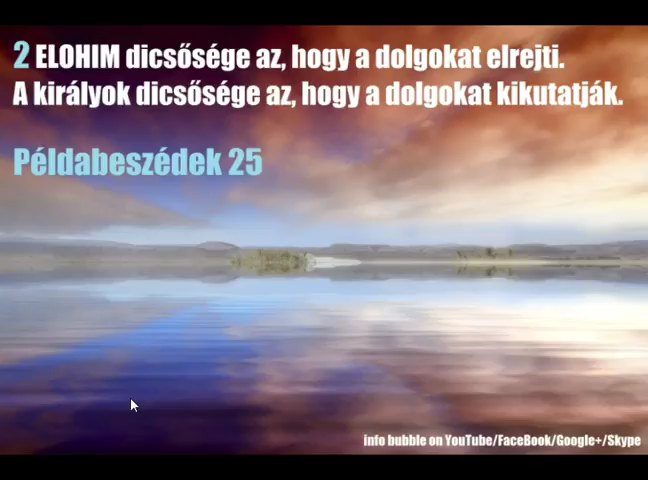 2 ELOHIM dicsősége az, hogy a dolgokat elrejti.
A királyok dicsősége az, hogy a dolgokat kikutatják.
Példabeszédek 25
info bubble on YouTube/FaceBook/Google+/Skype